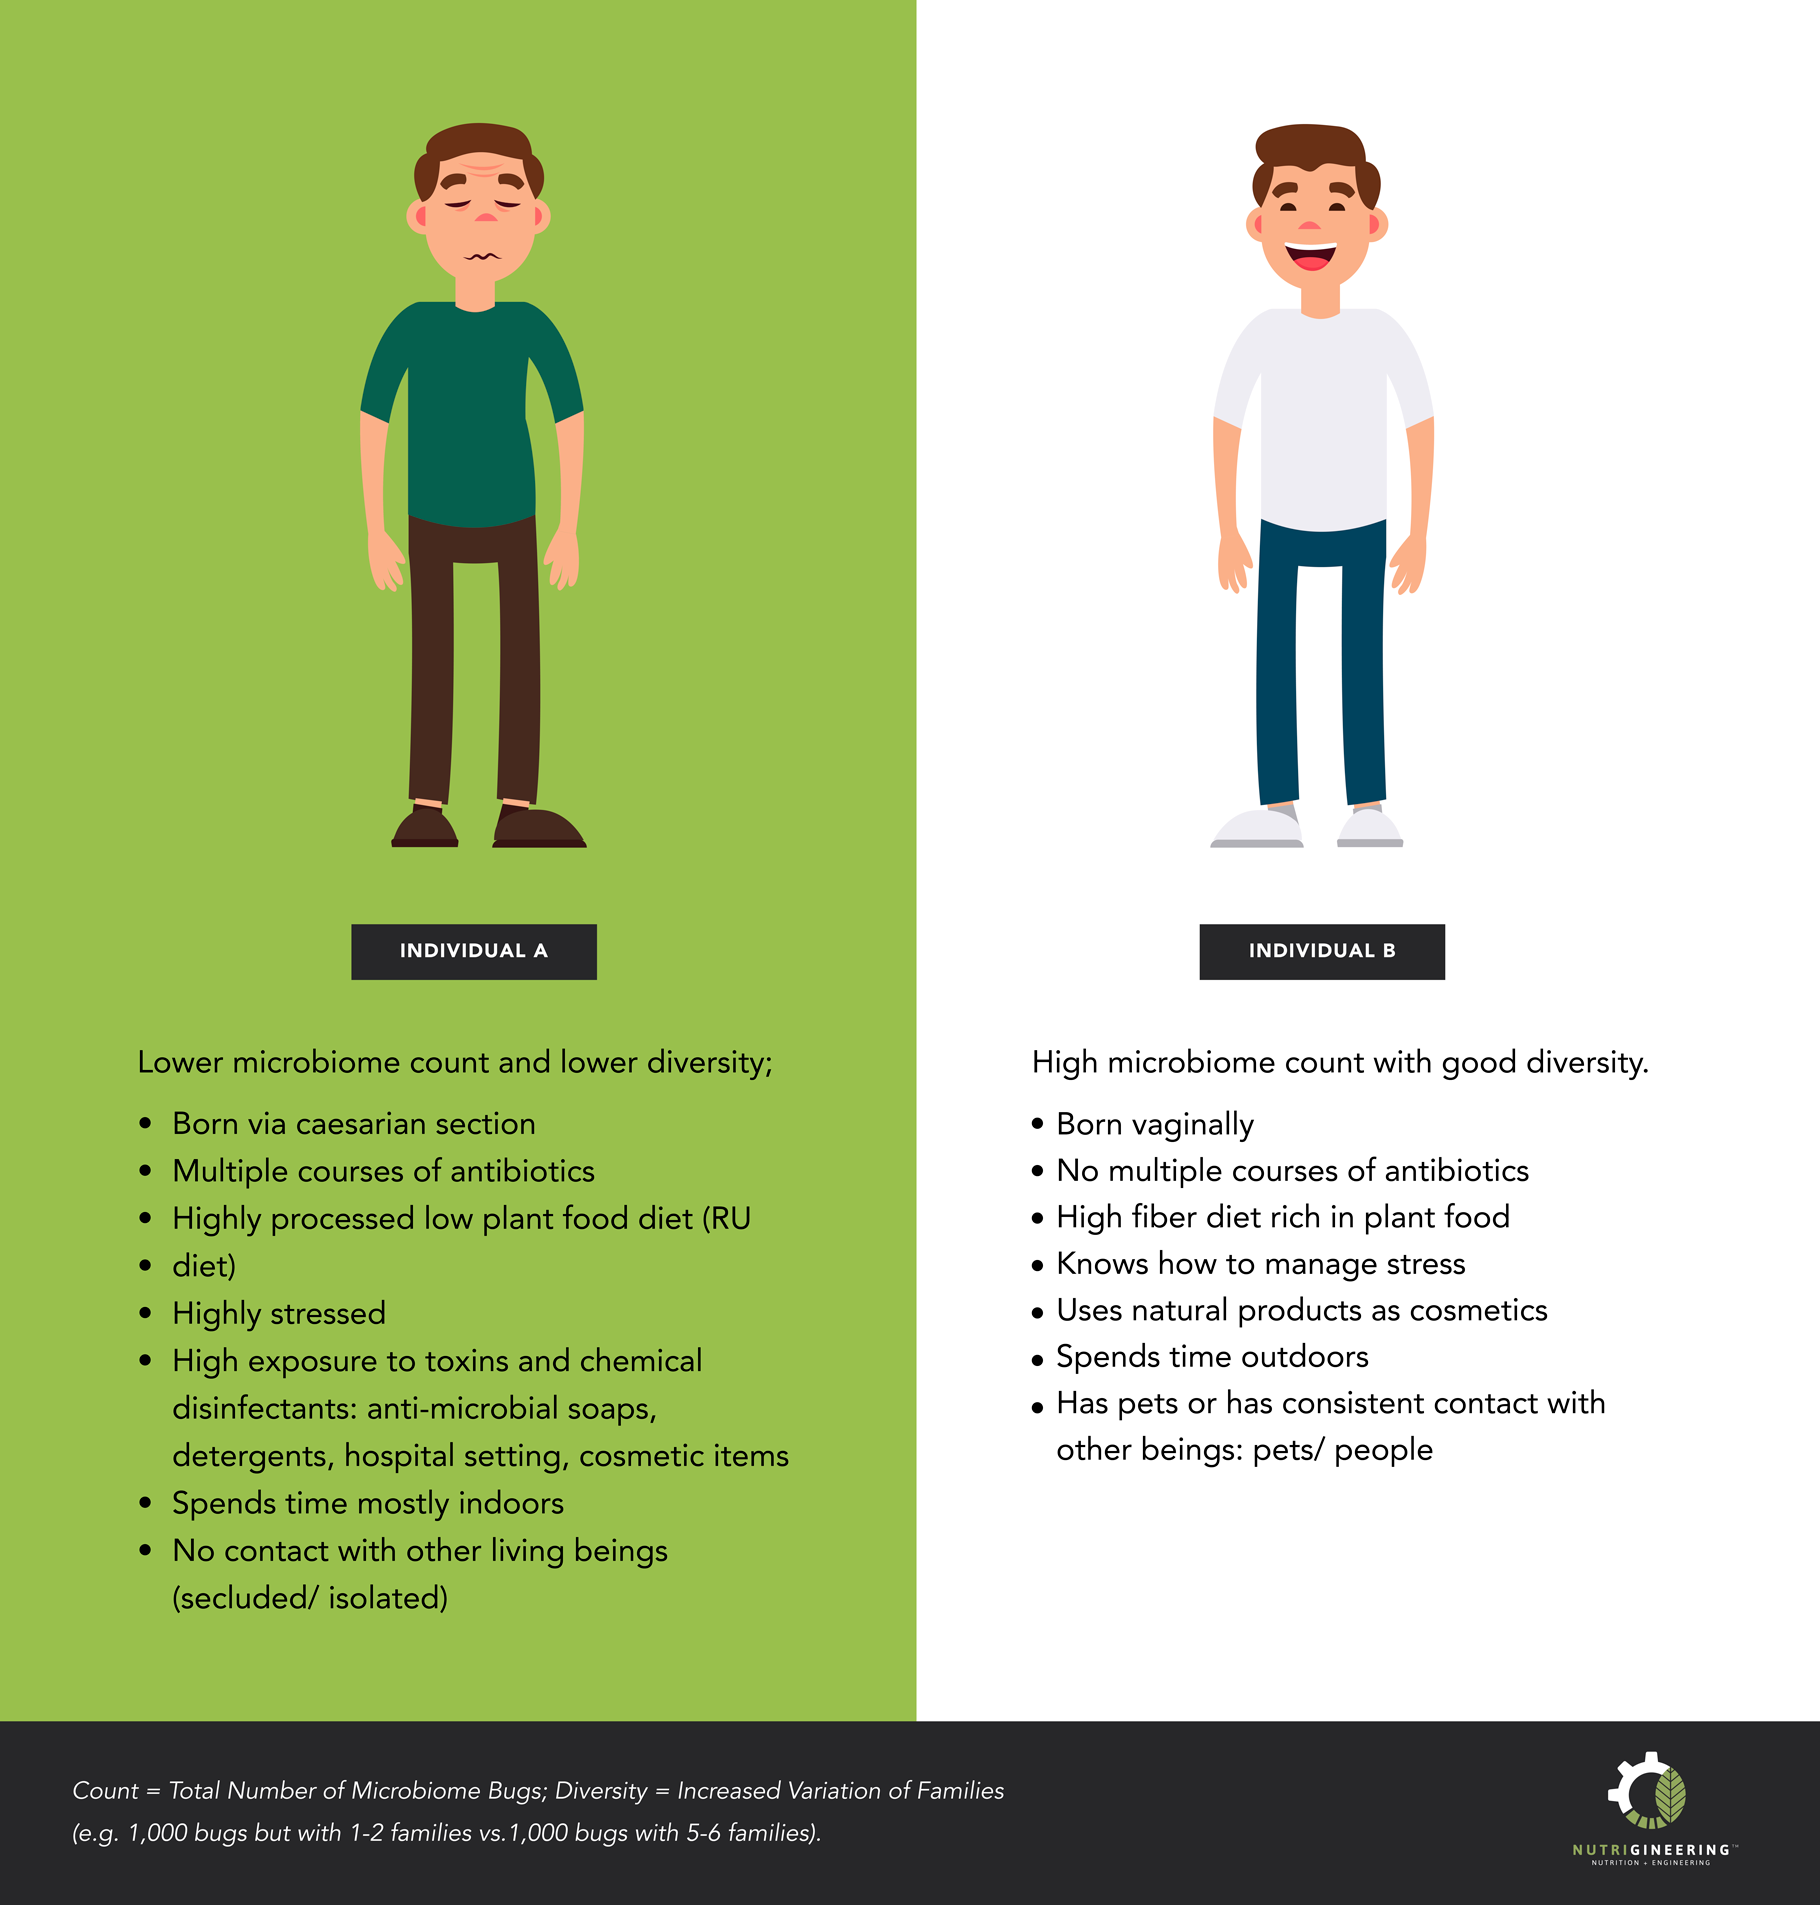 INDIVIDUAL A
Lower microbiome count and lower diversity;
• Born via caesarian section
• Multiple courses of antibiotics
• Highly processed low plant food diet (RU
• diet)
• Highly stressed
• High exposure to toxins and chemical
disinfectants: anti-microbial soaps,
detergents, hospital setting, cosmetic items
• Spends time mostly indoors
• No contact with other living beings
(secluded/ isolated)
INDIVIDUAL B
High microbiome count with good diversity.
• Born vaginally
• No multiple courses of antibiotics
• High fiber diet rich in plant food
• Knows how to manage stress
• Uses natural products as cosmetics
• Spends time outdoors
• Has pets or has consistent contact with
other beings: pets/ people
Count = Total Number of Microbiome Bugs; Diversity = Increased Variation of Families
(e.g. 1,000 bugs but with 1-2 families vs.1,000 bugs with 5-6 families).
NUTRIGINEERING™
NUTRITION + ENGINEERING